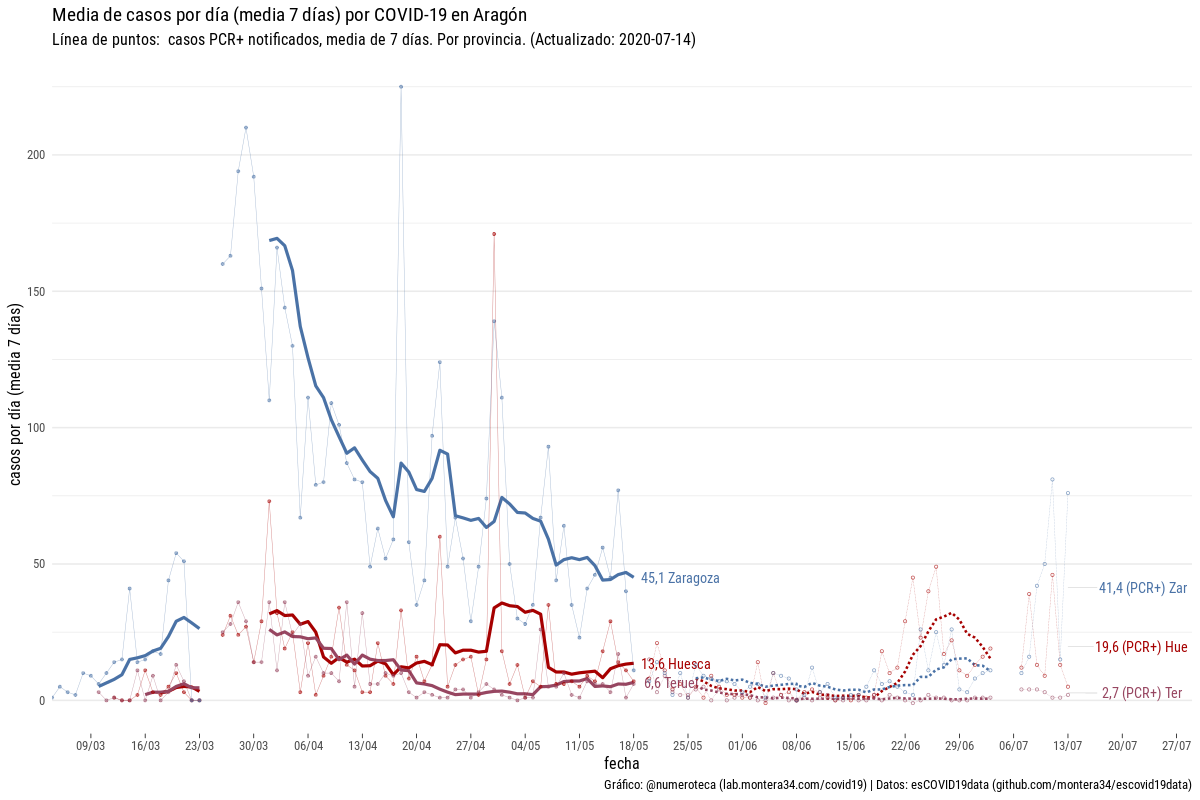 Media de casos por día (media 7 días) por COVID-19 en Aragón
Línea de puntos:  casos PCR+ notificados, media de 7 días. Por provincia. (Actualizado: 2020-07-14)
casos por día (media 7 días)
200
150
100
50
0
45,1 Zaragoza
13,6 Huesca
6,6 Teruel
41,4 (PCR+) Zar
19,6 (PCR+) Hue
2,7 (PCR+) Ter
09/03 16/03 23/03 30/03 06/04 13/04 20/04 27/04 04/05 11/05 18/05 25/05 01/06 08/06 15/06 22/06 29/06 06/07 13/07 20/07 27/07
fecha
Gráfico: @numeroteca (lab.montera34.com/covid19) | Datos: esCOVID19data (github.com/montera34/escovid19data)